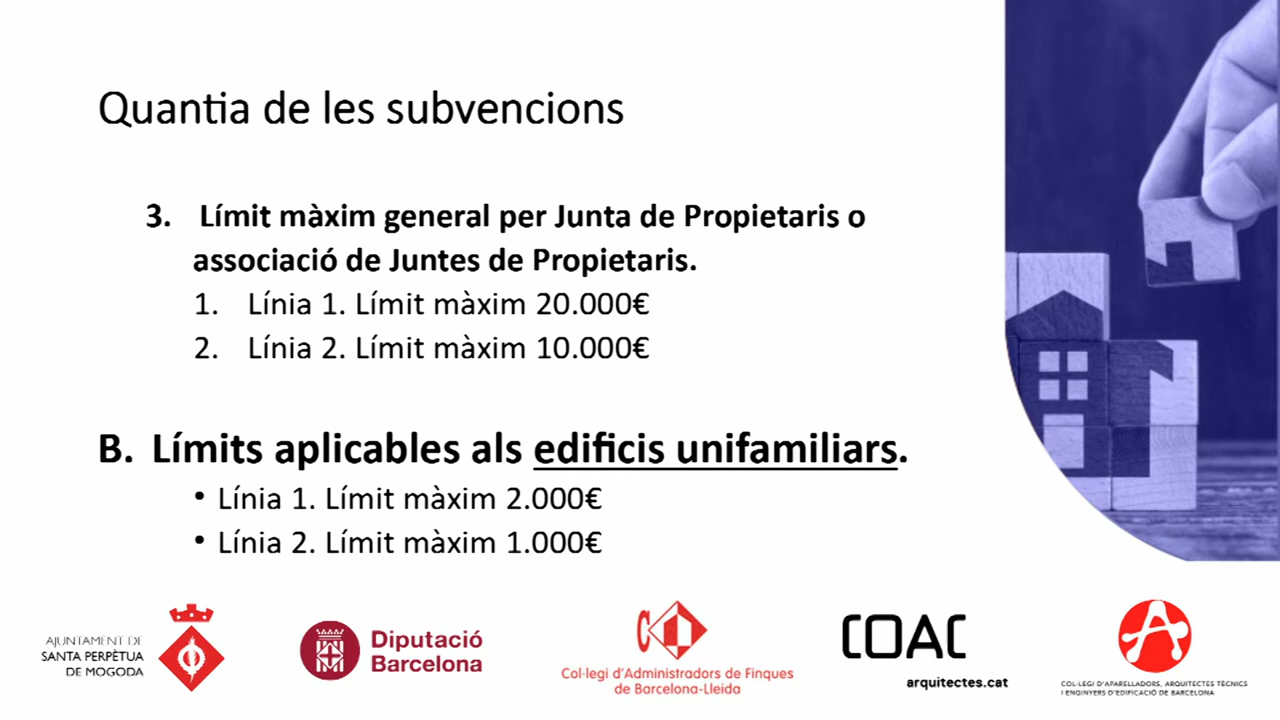 Quantia de les subvencions
3. Límit màxim general per Junta de Propietaris o
associació de Juntes de Propietaris.
1. Línia 1. Límit màxim 20.000€
2. Línia 2. Límit màxim 10.000€
B. Límits aplicables als edificis unifamiliars.
• Línia 1. Límit màxim 2.000€
• Línia 2. Límit màxim 1.000€
AJUNTAMENT DE
SANTA PERPÈTUA
DE MOGODA
Diputació
Barcelona
Col·legi d'Administradors de Finques
de Barcelona-Lleida
COAC
arquitectes.cat
COL·LEGI D'APARELLADORS, ARQUITECTES TÈCNICS
I ENGINYERS D'EDIFICACIÓ DE BARCELONA